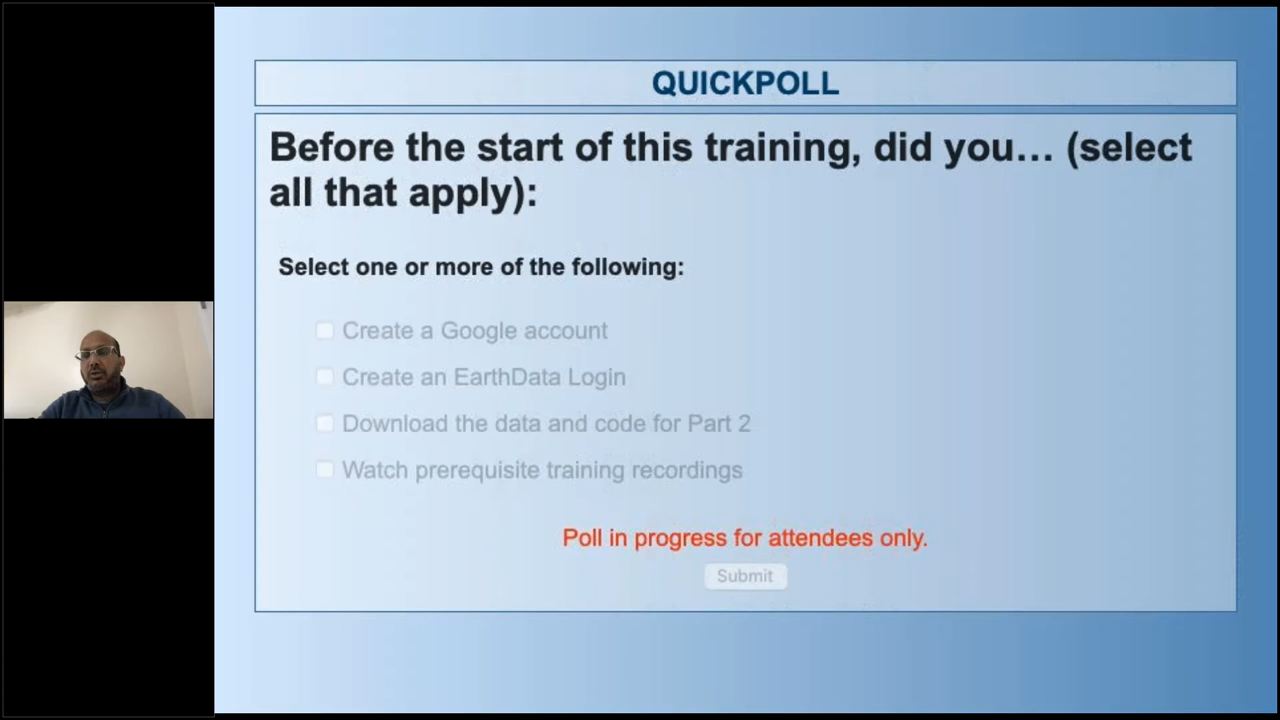 QUICKPOLL
Before the start of this training, did you… (select
all that apply):
Select one or more of the following:
Create a Google account
Create an EarthData Login
Download the data and code for Part 2
Watch prerequisite training recordings
Poll in progress for attendees only.
Submit